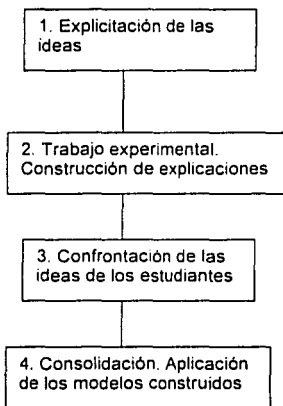 1. Explicitación de las
ideas
2. Trabajo experimental.
Construcción de explicaciones
3. Confrontación de las
ideas de los estudiantes
4. Consolidación. Aplicación
de los modelos construidos